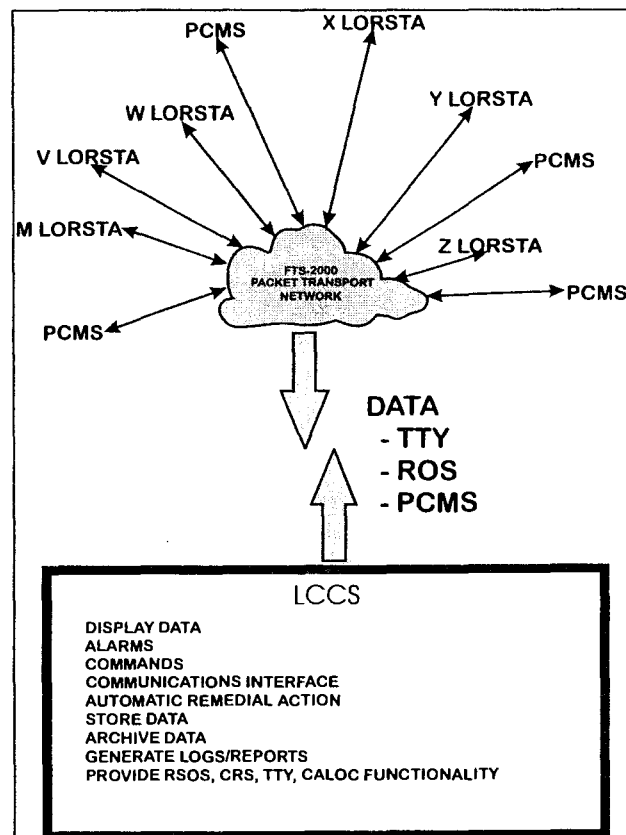 X LORSTA
PCMS
W LORSTA
Y LORSTA
V LORSTA
PCMS
M LORSTA
Z LORSTA
FTS-2000
PACKET TRANSPORT
NETWORK
PCMS
PCMS
DATA
- TTY
- ROS
- PCMS
LCCS
DISPLAY DATA
ALARMS
COMMANDS
COMMUNICATIONS INTERFACE
AUTOMATIC REMEDIAL ACTION
STORE DATA
ARCHIVE DATA
GENERATE LOGS/REPORTS
PROVIDE RSOS, CRS, TTY, CALOC FUNCTIONALITY